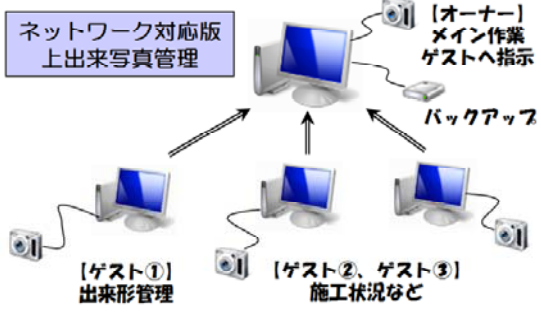 ネットワーク対応版
上出来写真管理
【オーナー】
メイン作業
ゲストへ指示
バックアップ
【ゲスト①】
出来形管理
【ゲスト②、ゲスト③】
施工状況など